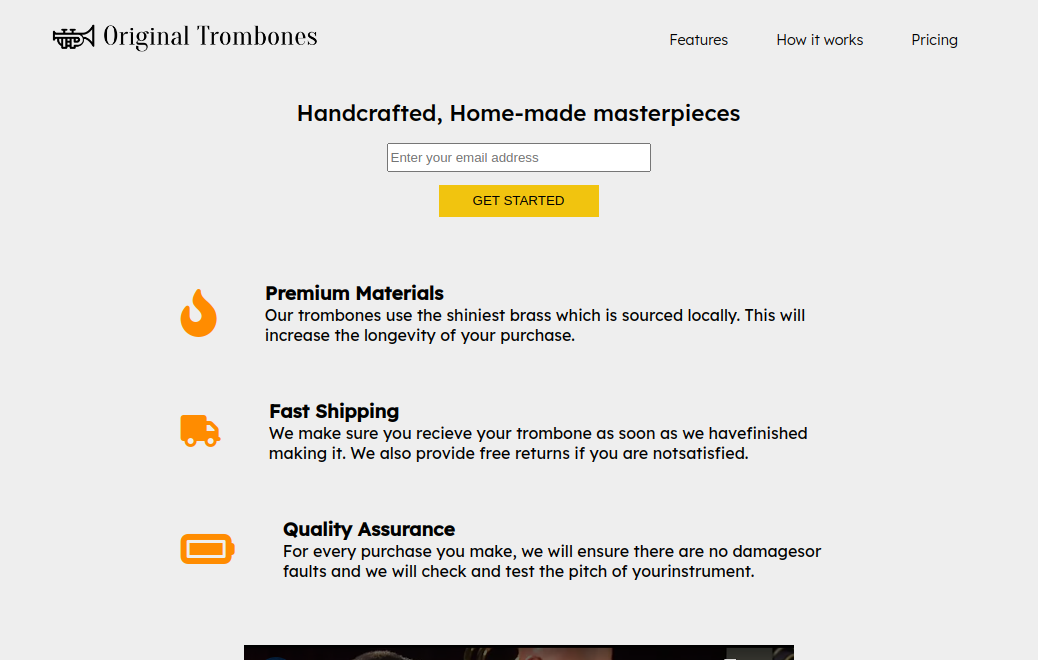 Original Trombones
Features
How it works
Pricing
Handcrafted, Home-made masterpieces
Enter your email address
GET STARTED
Premium Materials
Our trombones use the shiniest brass which is sourced locally. This will
increase the longevity of your purchase.
Fast Shipping
We make sure you recieve your trombone as soon as we havefinished
making it. We also provide free returns if you are notsatisfied.
Quality Assurance
For every purchase you make, we will ensure there are no damagesor
faults and we will check and test the pitch of yourinstrument.